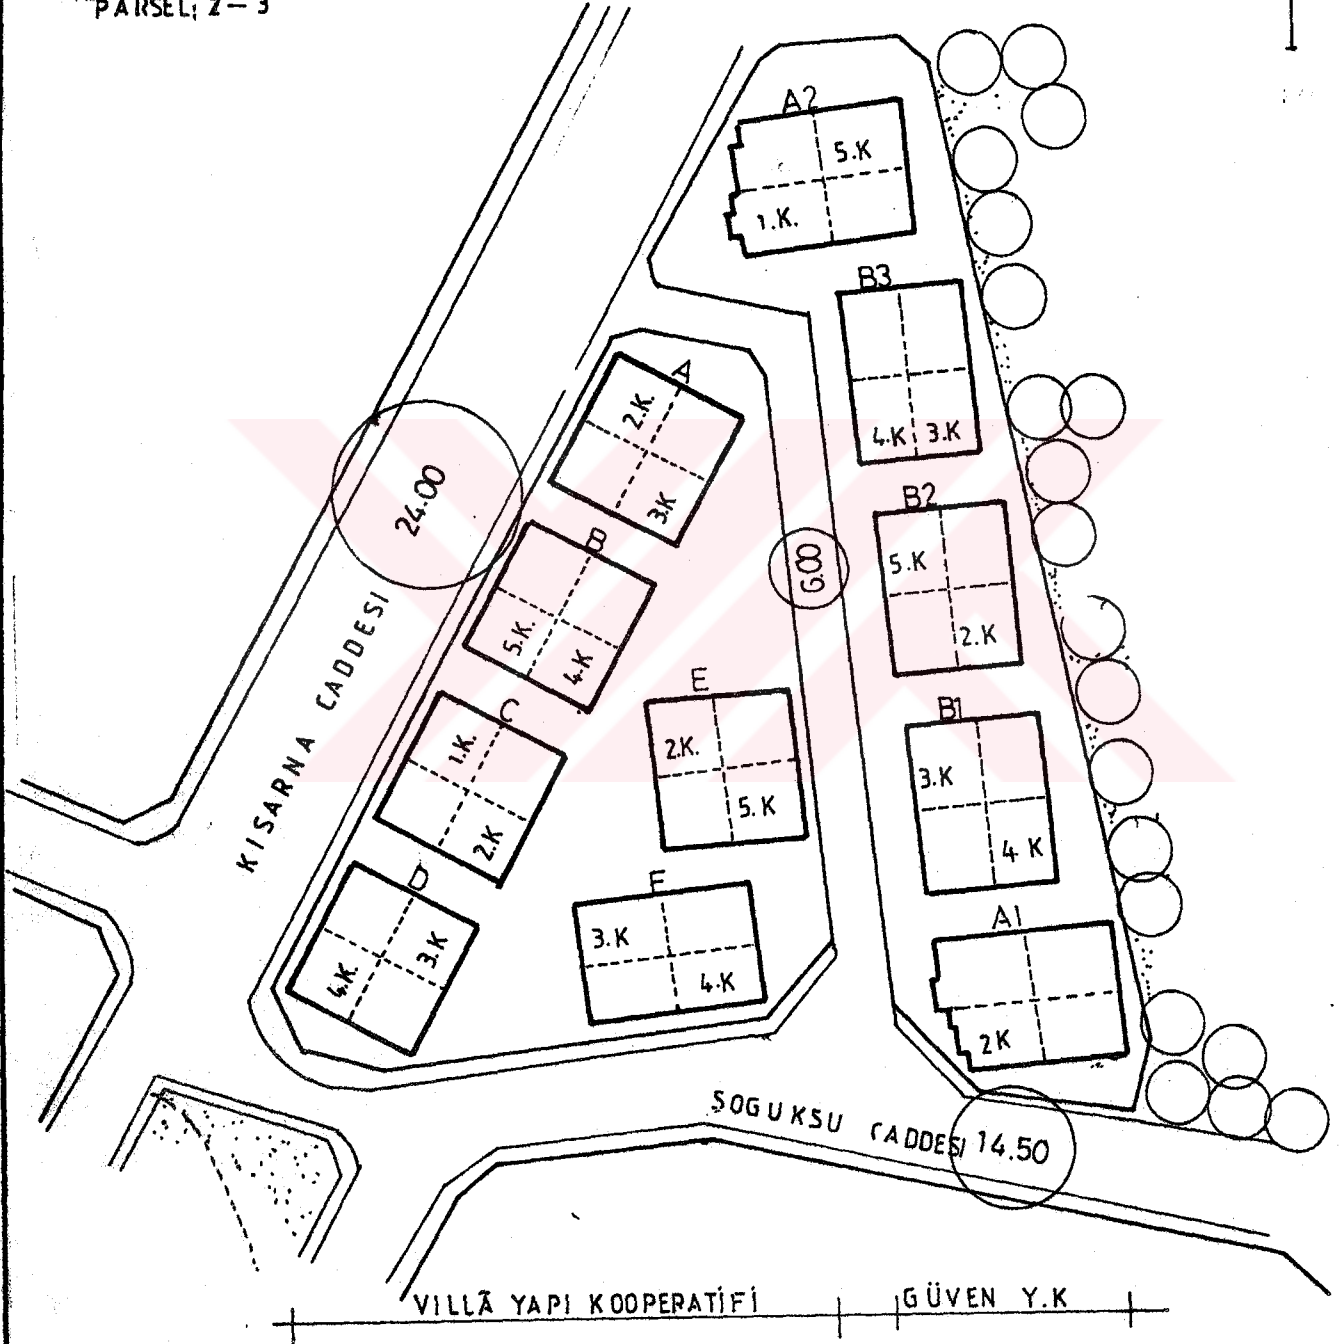 PARSEL: 2-3
A2
5.K
1.K.
B3
4.K 3.K
A
2.K.
3.K
24.00
B2
5.K
2.K
B
5.K.
4.K
6.00
KISARNA CADDESI
E
2.K.
5.K
C
1.K.
2.K
B1
3.K
4 K
D
3.K
4.K.
F
3.K
4.K
A1
2K
SOGUKSU CADDESI 14.50
VILLÃ YAPI KOOPERATİFİ
GÜVEN Y.K